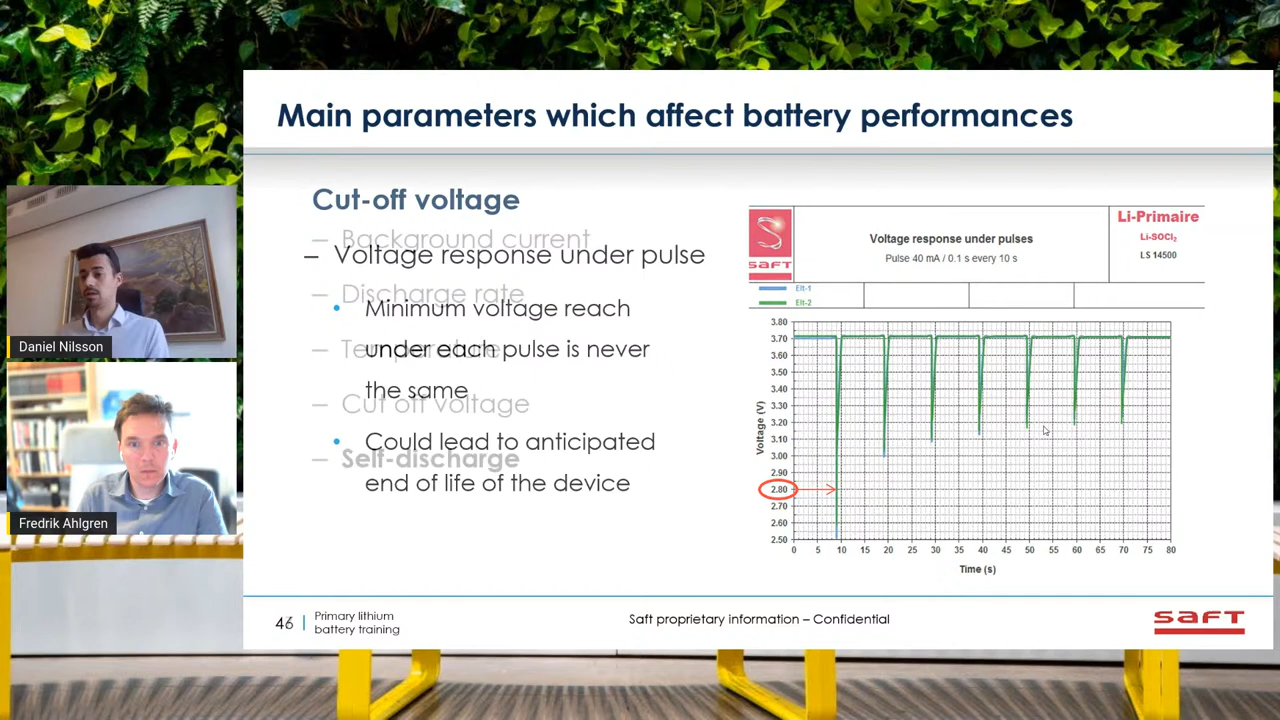 Main parameters which affect battery performances
Cut-off voltage
– Background current
– Voltage response under pulse
– Discharge rate
• Minimum voltage reach
– Temperature
under each pulse is never
the same
– Cut off voltage
• Could lead to anticipated
– Self-discharge
end of life of the device
SAFT
Voltage response under pulses
Pulse 40 mA / 0.1 s every 10 s
Li-Primaire
Li-SOCl₂
LS 14500
Elt-1
Elt-2
Voltage (V)
3.80
3.70
3.60
3.50
3.40
3.30
3.20
3.10
3.00
2.90
2.80
2.70
2.60
2.50
0 5 10 15 20 25 30 35 40 45 50 55 60 65 70 75 80
Time (s)
Daniel Nilsson
Fredrik Ahlgren
46
Primary lithium
battery training
Saft proprietary information – Confidential
SAFT